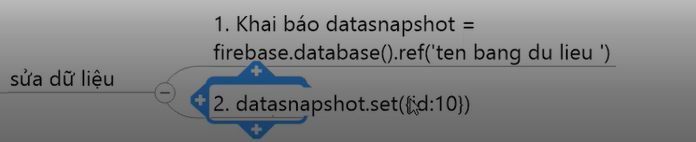 1. Khai báo datasnapshot =
firebase.database().ref('ten bang du lieu ')
sửa dữ liệu
2. datasnapshot.set({id:10})